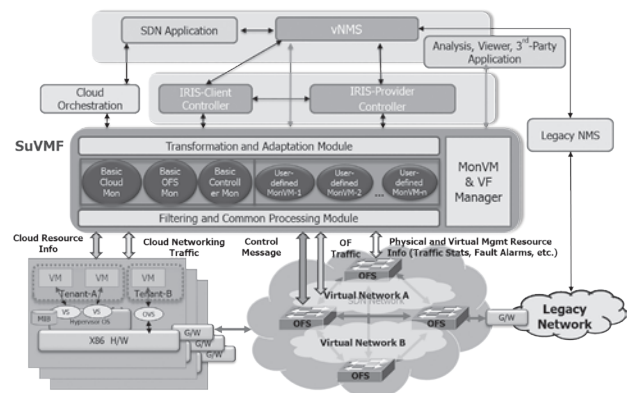 SDN Application
vNMS
Analysis, Viewer, 3rd-Party
Application
Cloud
Orchestration
IRIS-Client
Controller
IRIS-Provider
Controller
Legacy NMS
SuVMF
Transformation and Adaptation Module
Basic
Cloud
Mon
Basic
OFS
Mon
Basic
Controll
er Mon
User-
defined
MonVM-1
User-
defined
MonVM-2
...
User-
defined
MonVM-n
MonVM
& VF
Manager
Filtering and Common Processing Module
Cloud Resource
Info
Cloud Networking
Traffic
Control
Message
OF
Traffic
Physical and Virtual Mgmt Resource
Info (Traffic Stats, Fault Alarms, etc.)
VM
VM
VM
Tenant-A
Tenant-B
VS
VS
OVS
Hypervisor OS
X86 H/W
G/W
G/W
G/W
OFS
Virtual Network A
SDN Network
OFS
OFS
Virtual Network B
OFS
G/W
Legacy
Network